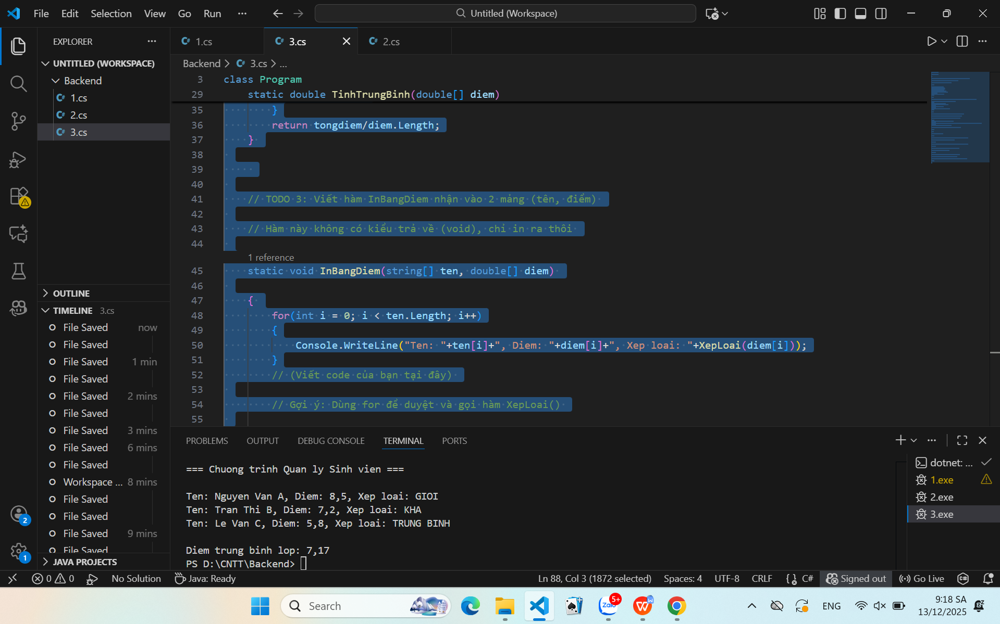 File Edit Selection View Go Run ··· Untitled (Workspace)
EXPLORER ···
UNTITLED (WORKSPACE)
Backend
C# 1.cs
C# 2.cs
C# 3.cs
OUTLINE
TIMELINE 3.cs
File Saved now
File Saved
File Saved 1 min
File Saved
File Saved 2 mins
File Saved
File Saved 3 mins
File Saved 6 mins
File Saved
Workspace ... 8 mins
File Saved
File Saved
File Saved 9 mins
File Saved
JAVA PROJECTS
2
1
C# 1.cs C# 3.cs C# 2.cs
Backend > C# 3.cs > ...
3 class Program
29 static double TinhTrungBinh(double[] diem)
35 }
36 return tongdiem/diem.Length;
37 }
38
39
40
41 // TODO 3: Viết hàm InBangDiem nhận vào 2 mảng (tên, điểm)
42
43 // Hàm này không có kiểu trả về (void), chỉ in ra thôi
44
1 reference
45 static void InBangDiem(string[] ten, double[] diem)
46
47 {
48 for(int i = 0; i < ten.Length; i++)
49 {
50 Console.WriteLine("Ten: "+ten[i]+", Diem: "+diem[i]+", Xep loai: "+XepLoai(diem[i]));
51 }
52 // (Viết code của bạn tại đây)
53
54 // Gợi ý: Dùng for để duyệt và gọi hàm XepLoai()
55
PROBLEMS OUTPUT DEBUG CONSOLE TERMINAL PORTS
=== Chuong trinh Quan ly Sinh vien ===
Ten: Nguyen Van A, Diem: 8,5, Xep loai: GIOI
Ten: Tran Thi B, Diem: 7,2, Xep loai: KHA
Ten: Le Van C, Diem: 5,8, Xep loai: TRUNG BINH
Diem trung binh lop: 7,17
PS D:\CNTT\Backend>
dotnet: ...
1.exe
2.exe
3.exe
0 0 No Solution Java: Ready Ln 88, Col 3 (1872 selected) Spaces: 4 UTF-8 CRLF {} C# Signed out Go Live
Search
Zalo 5+
W
ENG
9:18 SA
13/12/2025